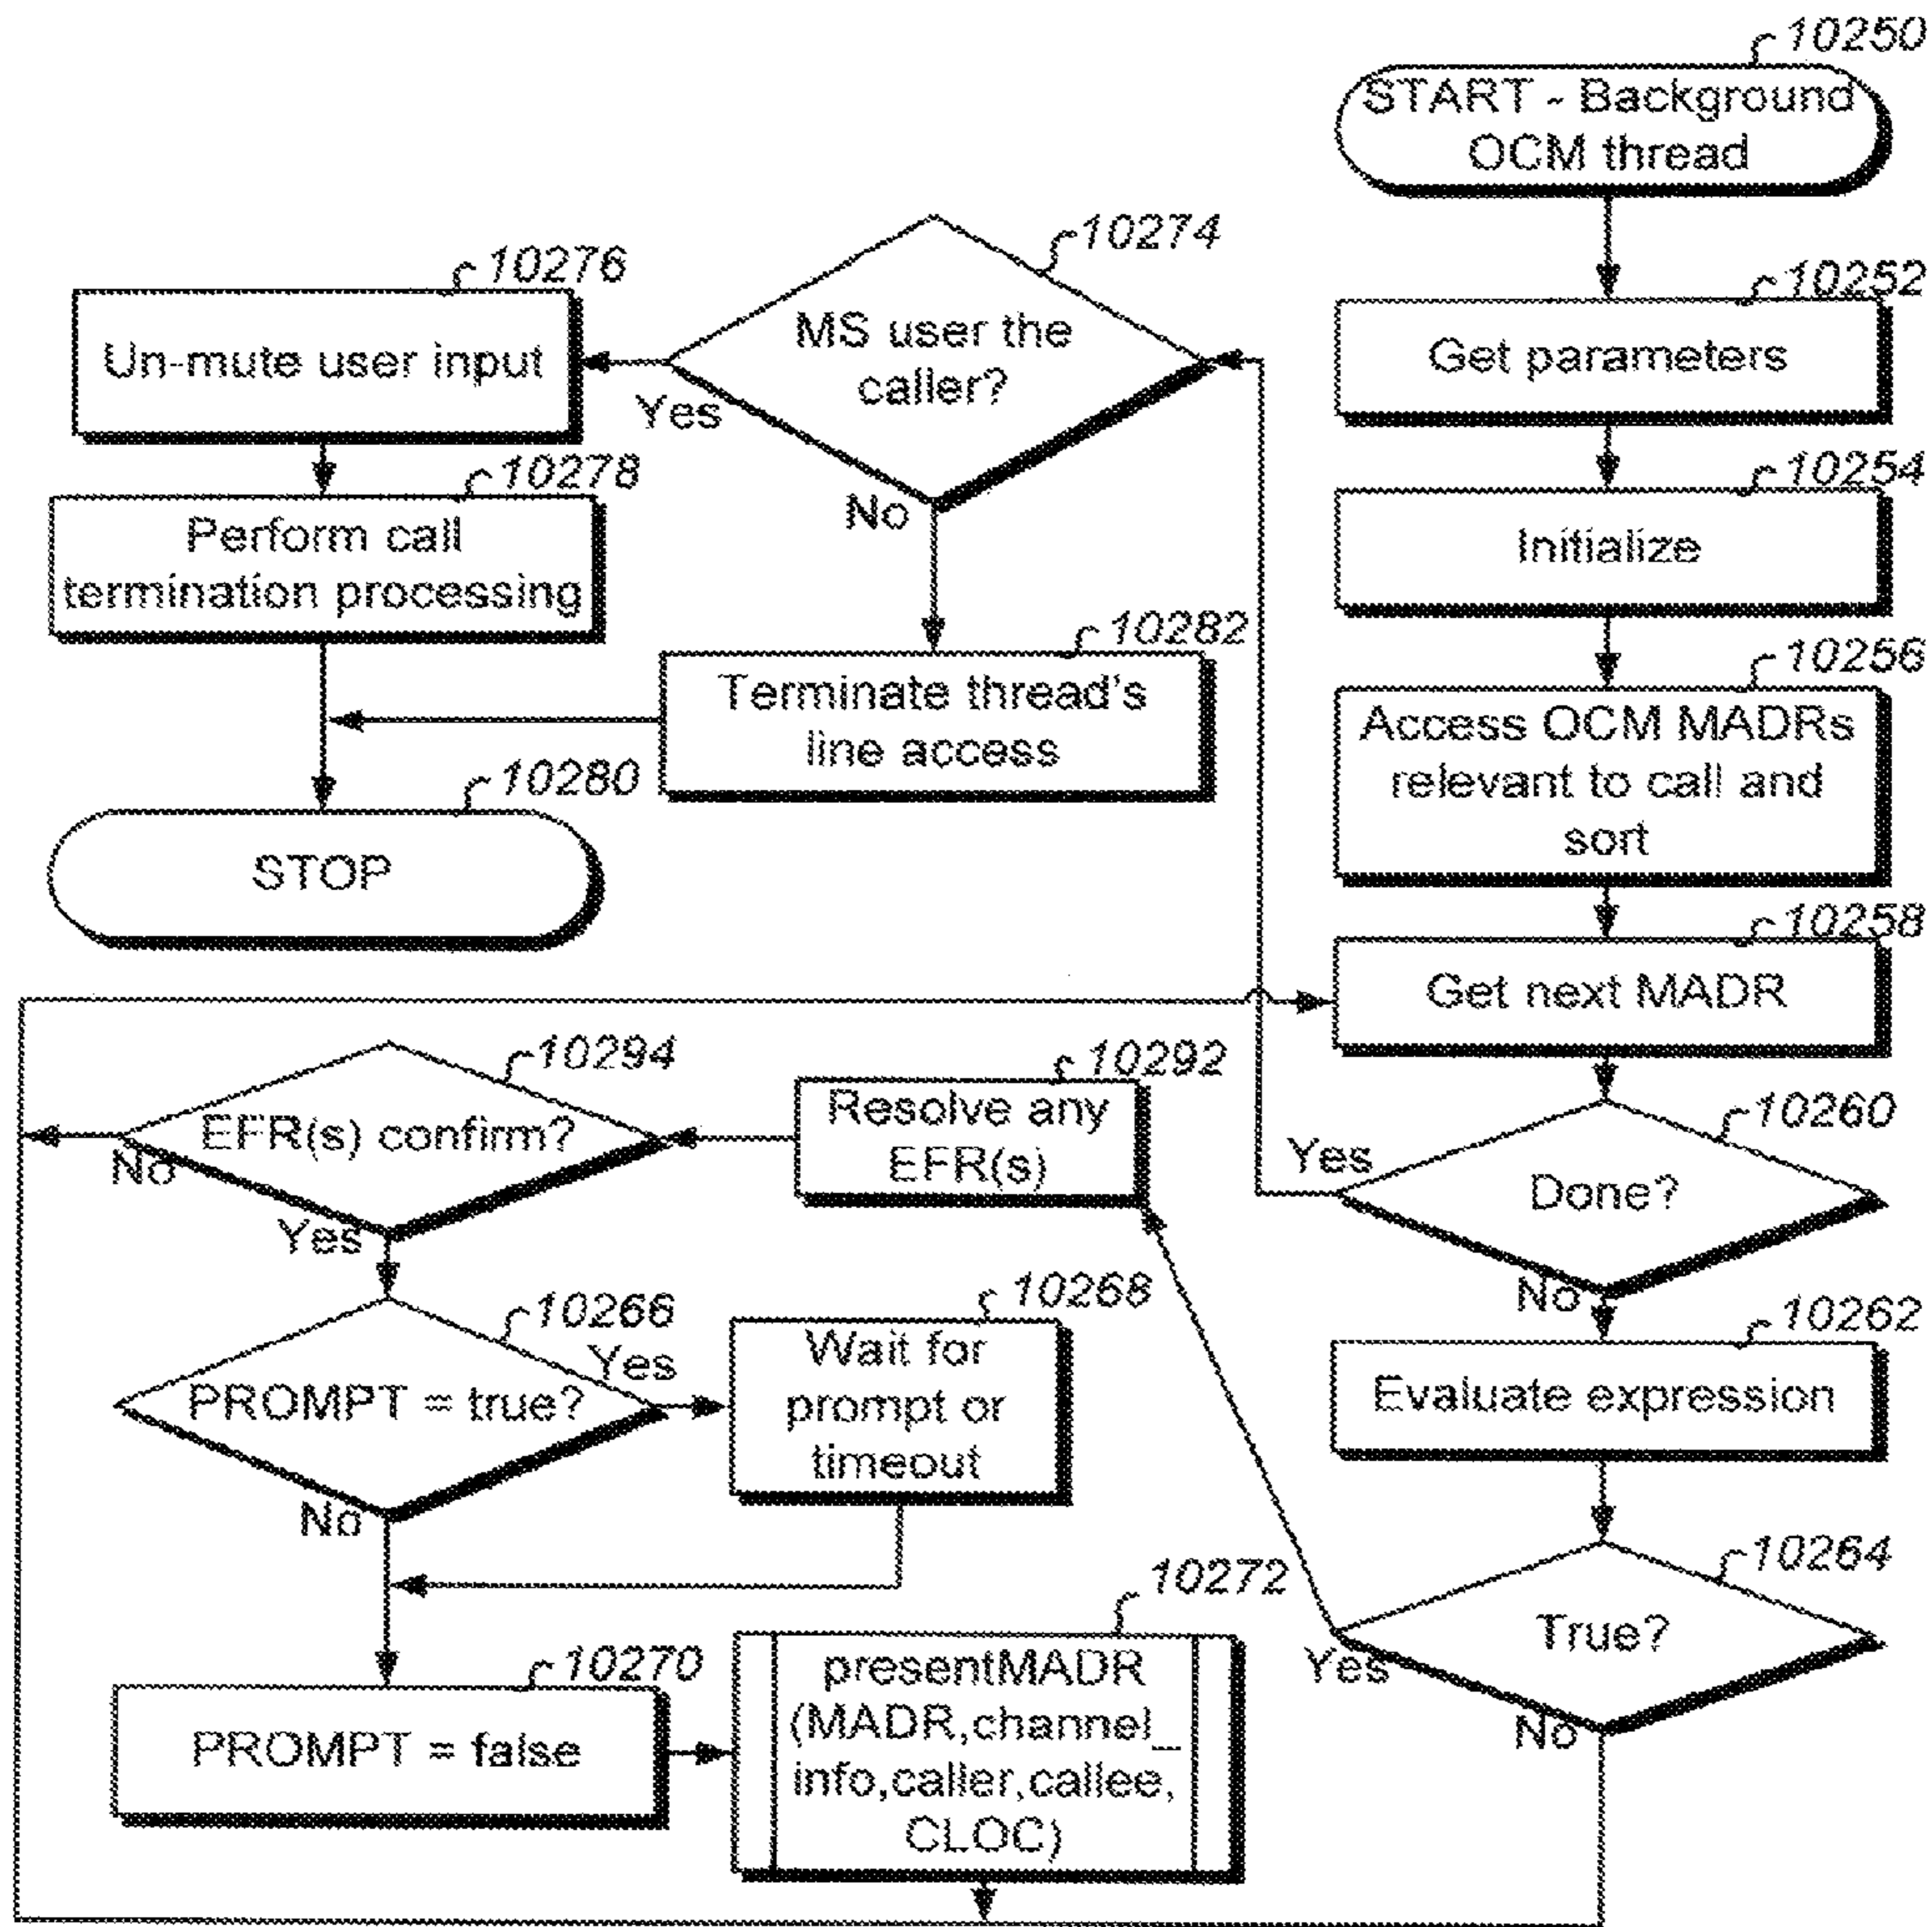 10250
START - Background
OCM thread
10252
Get parameters
10254
Initialize
10256
Access OCM MADRs
relevant to call and
sort
10258
Get next MADR
10260
Done?
Yes
No
10262
Evaluate expression
10264
True?
Yes
No
10274
MS user the
caller?
Yes
No
10276
Un-mute user input
10278
Perform call
termination processing
10282
Terminate thread's
line access
10280
STOP
10292
Resolve any
EFR(s)
10294
EFR(s) confirm?
No
Yes
10266
PROMPT = true?
Yes
No
10268
Wait for
prompt or
timeout
10270
PROMPT = false
10272
presentMADR
(MADR,channel_
info,caller,callee,
CLOC)